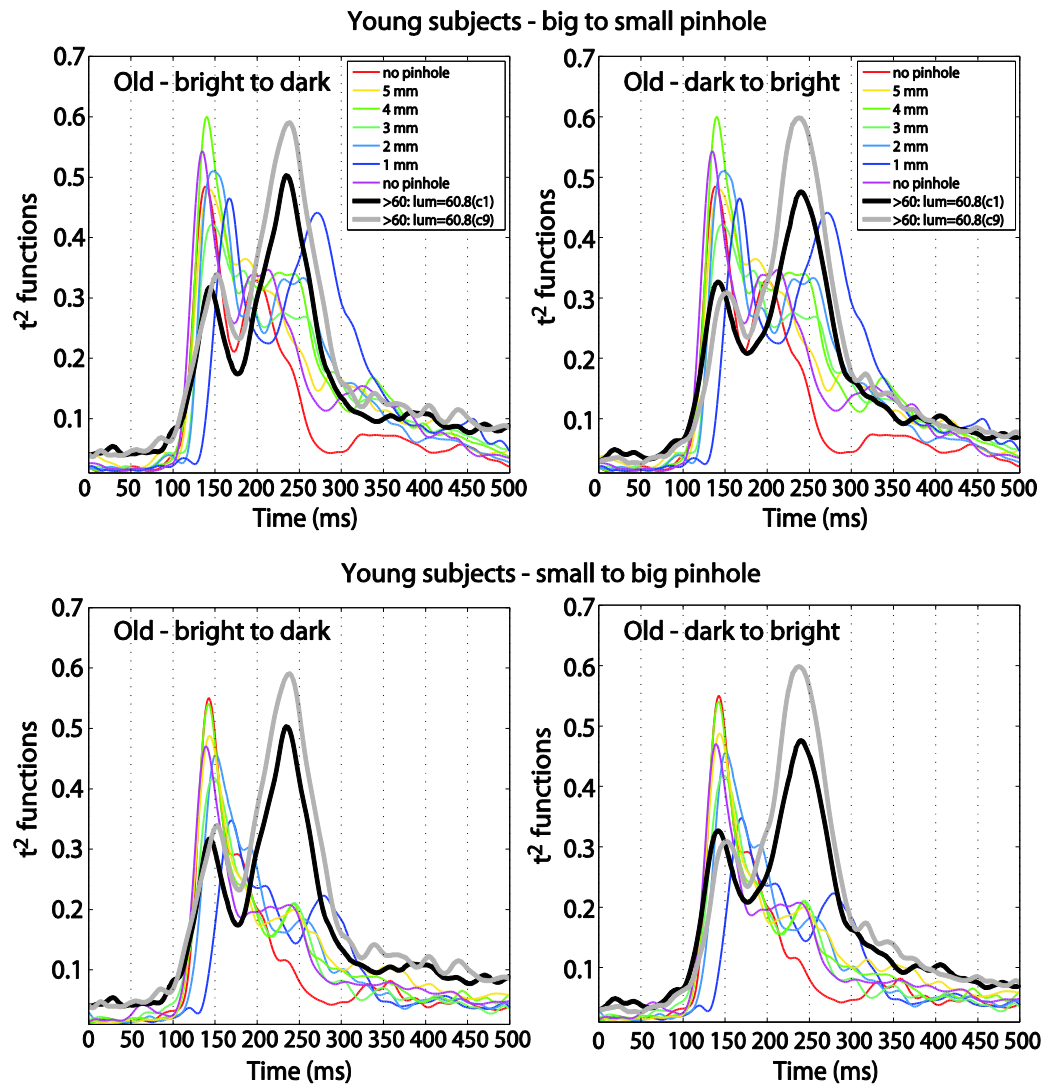 Young subjects - big to small pinhole
Old - bright to dark
no pinhole
5 mm
4 mm
3 mm
2 mm
1 mm
no pinhole
>60: lum=60.8(c1)
>60: lum=60.8(c9)
t² functions
0.7
0.6
0.5
0.4
0.3
0.2
0.1
0 50 100 150 200 250 300 350 400 450 500
Time (ms)
Old - dark to bright
no pinhole
5 mm
4 mm
3 mm
2 mm
1 mm
no pinhole
>60: lum=60.8(c1)
>60: lum=60.8(c9)
t² functions
0.7
0.6
0.5
0.4
0.3
0.2
0.1
0 50 100 150 200 250 300 350 400 450 500
Time (ms)
Young subjects - small to big pinhole
Old - bright to dark
t² functions
0.7
0.6
0.5
0.4
0.3
0.2
0.1
0 50 100 150 200 250 300 350 400 450 500
Time (ms)
Old - dark to bright
t² functions
0.7
0.6
0.5
0.4
0.3
0.2
0.1
0 50 100 150 200 250 300 350 400 450 500
Time (ms)